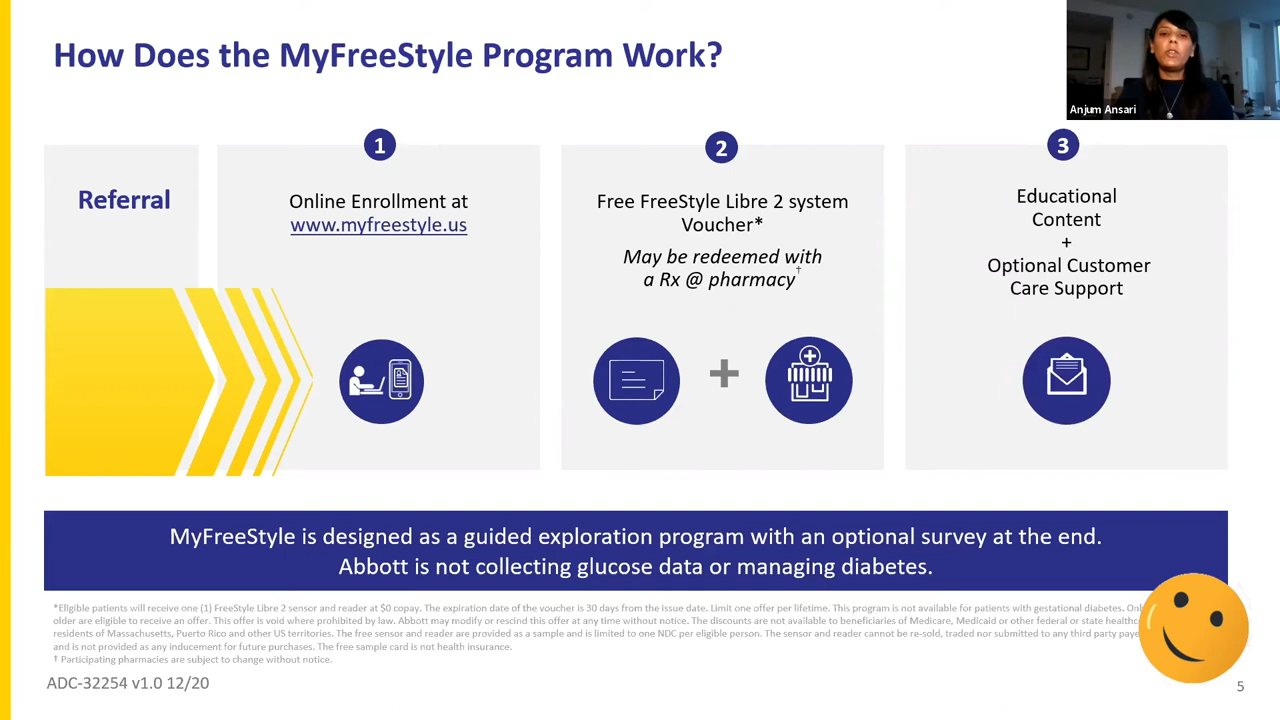 How Does the MyFreeStyle Program Work?
Anjum Ansari
Referral
1
Online Enrollment at
www.myfreestyle.us
2
Free FreeStyle Libre 2 system
Voucher*
May be redeemed with
a Rx @ pharmacy†
3
Educational
Content
+
Optional Customer
Care Support
+
MyFreeStyle is designed as a guided exploration program with an optional survey at the end.
Abbott is not collecting glucose data or managing diabetes.
*Eligible patients will receive one (1) FreeStyle Libre 2 sensor and reader at $0 copay. The expiration date of the voucher is 30 days from the issue date. Limit one offer per lifetime. This program is not available for patients with gestational diabetes.
older are eligible to receive an offer. This offer is void where prohibited by law. Abbott may modify or rescind this offer at any time without notice. The discounts are not available to beneficiaries of Medicare, Medicaid or other federal or state
residents of Massachusetts, Puerto Rico and other US territories. The free sensor and reader are provided as a sample and is limited to one NDC per eligible person. The sensor and reader cannot be re-sold, traded nor submitted to any third party
and is not provided as any inducement for future purchases. The free sample card is not health insurance.
† Participating pharmacies are subject to change without notice.
ADC-32254 v1.0 12/20
5